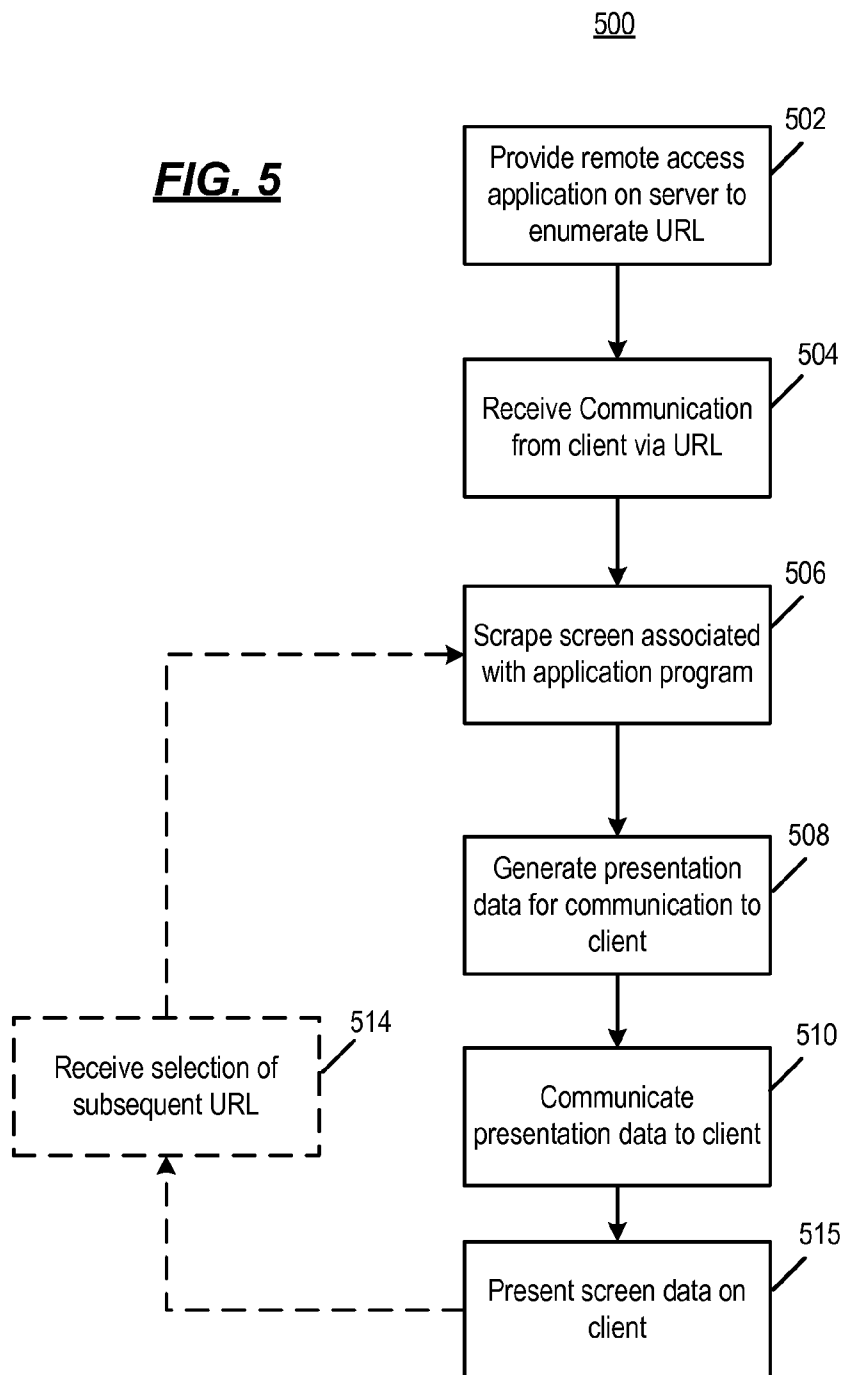 500
FIG. 5
502
Provide remote access
application on server to
enumerate URL
504
Receive Communication
from client via URL
506
Scrape screen associated
with application program
508
Generate presentation
data for communication to
client
510
Communicate
presentation data to client
514
Receive selection of
subsequent URL
515
Present screen data on
client